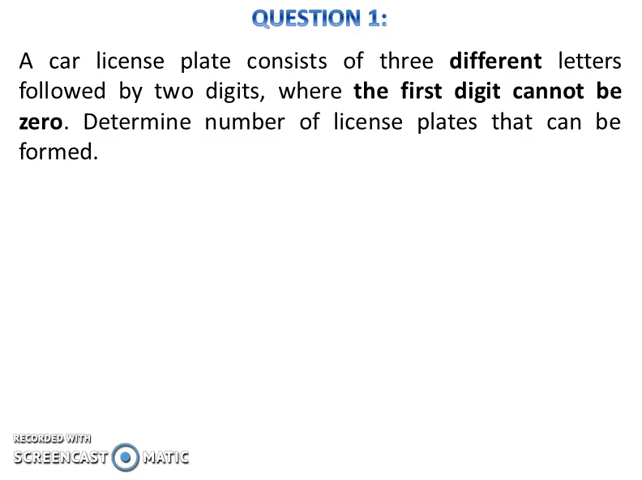 QUESTION 1:
A car license plate consists of three different letters
followed by two digits, where the first digit cannot be
zero. Determine number of license plates that can be
formed.
RECORDED WITH
SCREENCAST MATIC